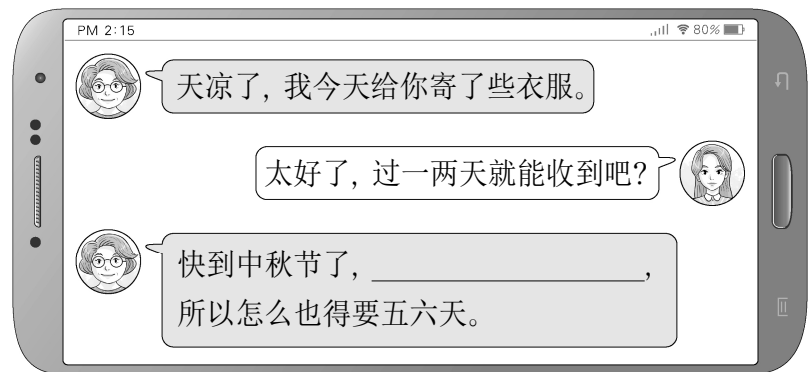 PM 2:15
80%
天凉了, 我今天给你寄了些衣服。
太好了, 过一两天就能收到吧?
快到中秋节了, ____________________,
所以怎么也得要五六天。